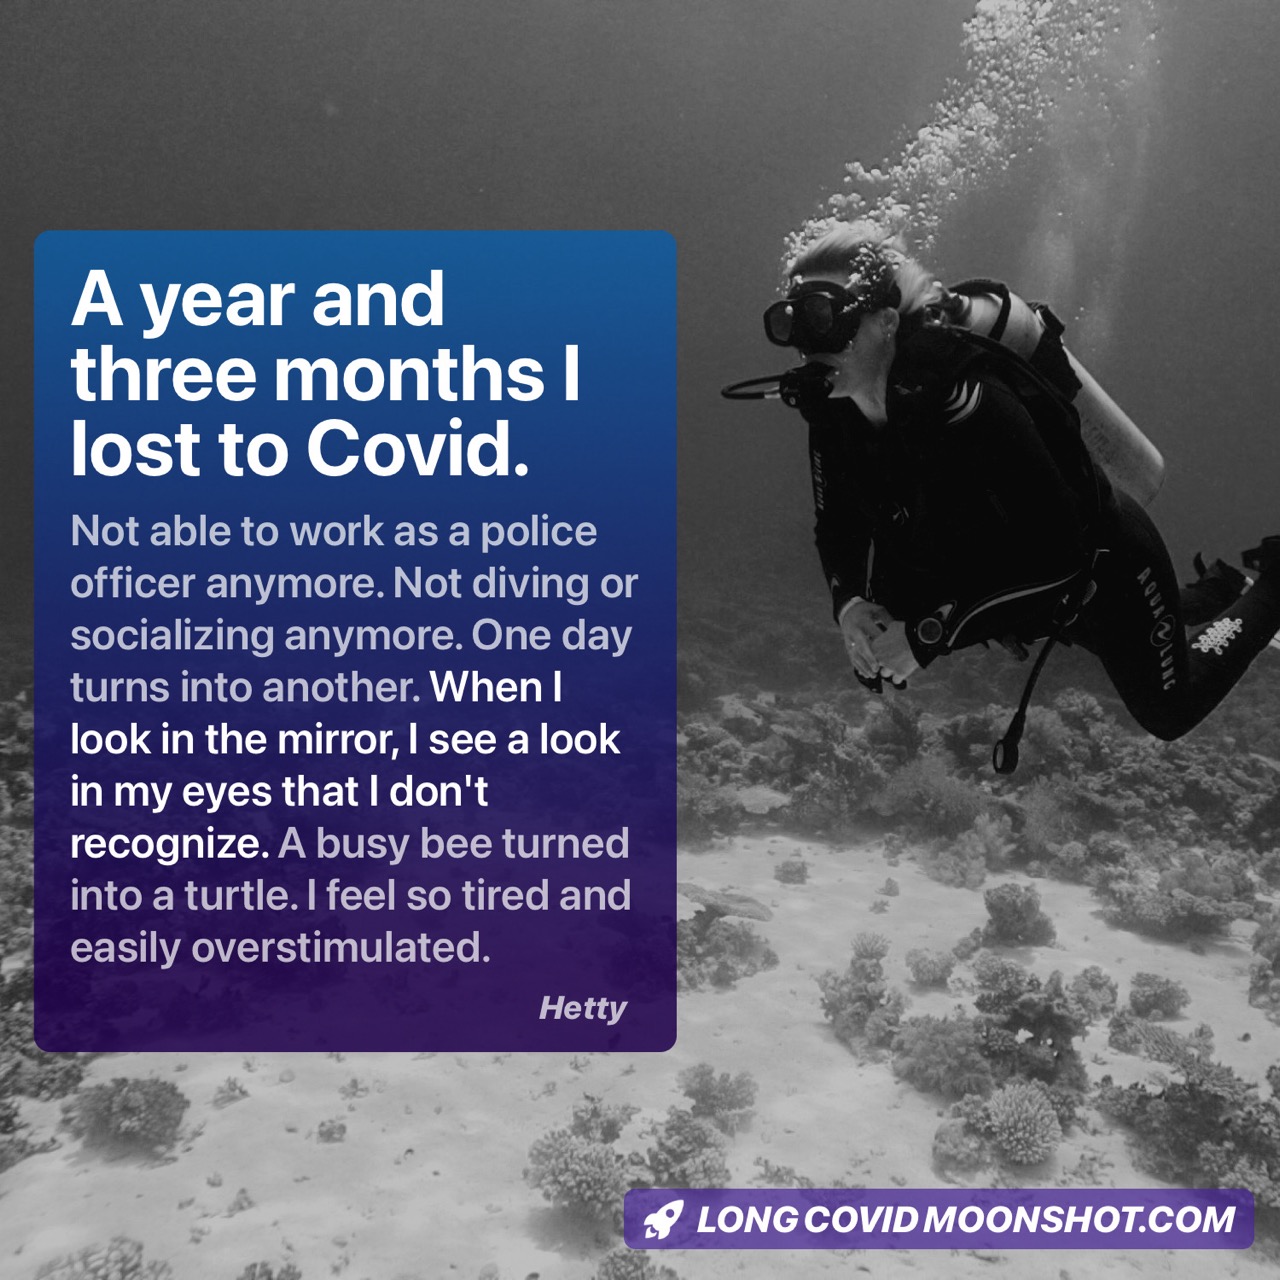 A year and
three months I
lost to Covid.
Not able to work as a police
officer anymore. Not diving or
socializing anymore. One day
turns into another. When I
look in the mirror, I see a look
in my eyes that I don't
recognize. A busy bee turned
into a turtle. I feel so tired and
easily overstimulated.
Hetty
AQUA LUNG
LONG COVID MOONSHOT.COM